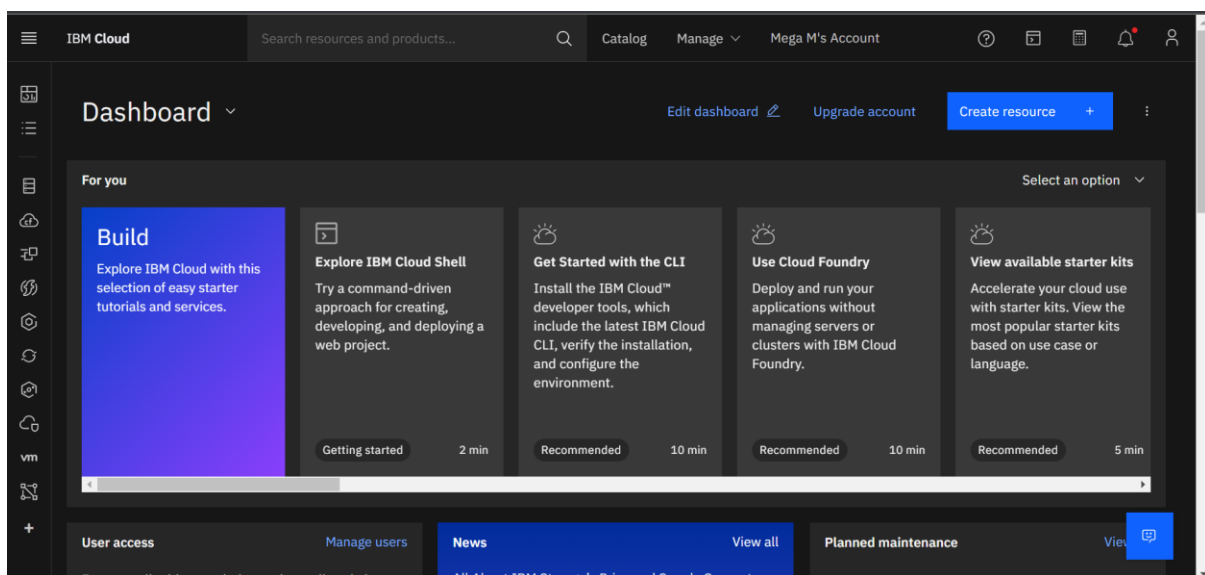 IBM Cloud
Search resources and products...
Catalog
Manage
Mega M's Account
Dashboard
Edit dashboard
Upgrade account
Create resource +
For you
Select an option
Build
Explore IBM Cloud with this
selection of easy starter
tutorials and services.
Explore IBM Cloud Shell
Try a command-driven
approach for creating,
developing, and deploying a
web project.
Getting started
2 min
Get Started with the CLI
Install the IBM Cloud™
developer tools, which
include the latest IBM Cloud
CLI, verify the installation,
and configure the
environment.
Recommended
10 min
Use Cloud Foundry
Deploy and run your
applications without
managing servers or
clusters with IBM Cloud
Foundry.
Recommended
10 min
View available starter kits
Accelerate your cloud use
with starter kits. View the
most popular starter kits
based on use case or
language.
Recommended
5 min
vm
User access
Manage users
News
View all
Planned maintenance